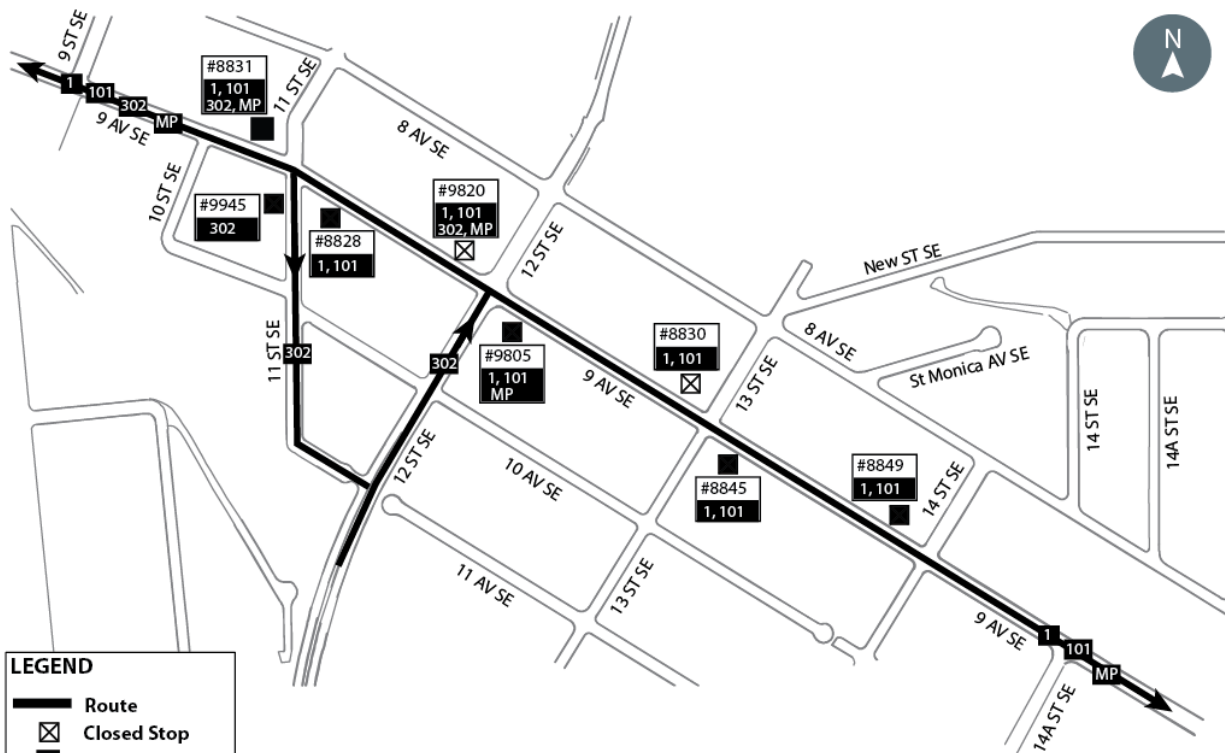 N
9 ST SE
1
101
302
MP
9 AV SE
#8831
1, 101
302, MP
11 ST SE
8 AV SE
10 ST SE
#9945
302
#8828
1, 101
#9820
1, 101
302, MP
12 ST SE
New ST SE
11 ST SE
302
302
#9805
1, 101
MP
9 AV SE
#8830
1, 101
13 ST SE
8 AV SE
St Monica AV SE
14 ST SE
14A ST SE
12 ST SE
10 AV SE
#8845
1, 101
#8849
1, 101
14 ST SE
11 AV SE
13 ST SE
9 AV SE
1
101
MP
14A ST SE
LEGEND
Route
Closed Stop